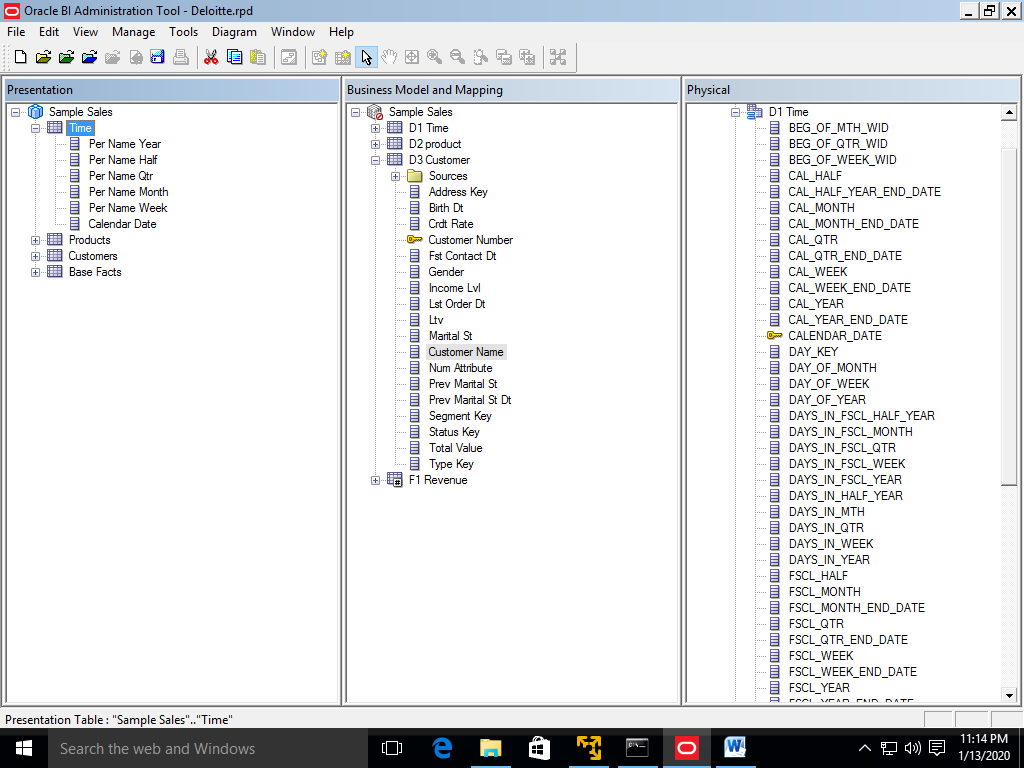 Oracle BI Administration Tool - Deloitte.rpd
File Edit View Manage Tools Diagram Window Help
Presentation
Sample Sales
Time
Per Name Year
Per Name Half
Per Name Qtr
Per Name Month
Per Name Week
Calendar Date
Products
Customers
Base Facts
Business Model and Mapping
Sample Sales
D1 Time
D2 product
D3 Customer
Sources
Address Key
Birth Dt
Crdt Rate
Customer Number
Fst Contact Dt
Gender
Income Lvl
Lst Order Dt
Ltv
Marital St
Customer Name
Num Attribute
Prev Marital St
Prev Marital St Dt
Segment Key
Status Key
Total Value
Type Key
F1 Revenue
Physical
D1 Time
BEG_OF_MTH_WID
BEG_OF_QTR_WID
BEG_OF_WEEK_WID
CAL_HALF
CAL_HALF_YEAR_END_DATE
CAL_MONTH
CAL_MONTH_END_DATE
CAL_QTR
CAL_QTR_END_DATE
CAL_WEEK
CAL_WEEK_END_DATE
CAL_YEAR
CAL_YEAR_END_DATE
CALENDAR_DATE
DAY_KEY
DAY_OF_MONTH
DAY_OF_WEEK
DAY_OF_YEAR
DAYS_IN_FSCL_HALF_YEAR
DAYS_IN_FSCL_MONTH
DAYS_IN_FSCL_QTR
DAYS_IN_FSCL_WEEK
DAYS_IN_FSCL_YEAR
DAYS_IN_HALF_YEAR
DAYS_IN_MTH
DAYS_IN_QTR
DAYS_IN_WEEK
DAYS_IN_YEAR
FSCL_HALF
FSCL_MONTH
FSCL_MONTH_END_DATE
FSCL_QTR
FSCL_QTR_END_DATE
FSCL_WEEK
FSCL_WEEK_END_DATE
FSCL_YEAR
FSCL_YEAR_END_DATE
Presentation Table : "Sample Sales".."Time"
Search the web and Windows
11:14 PM
1/13/2020